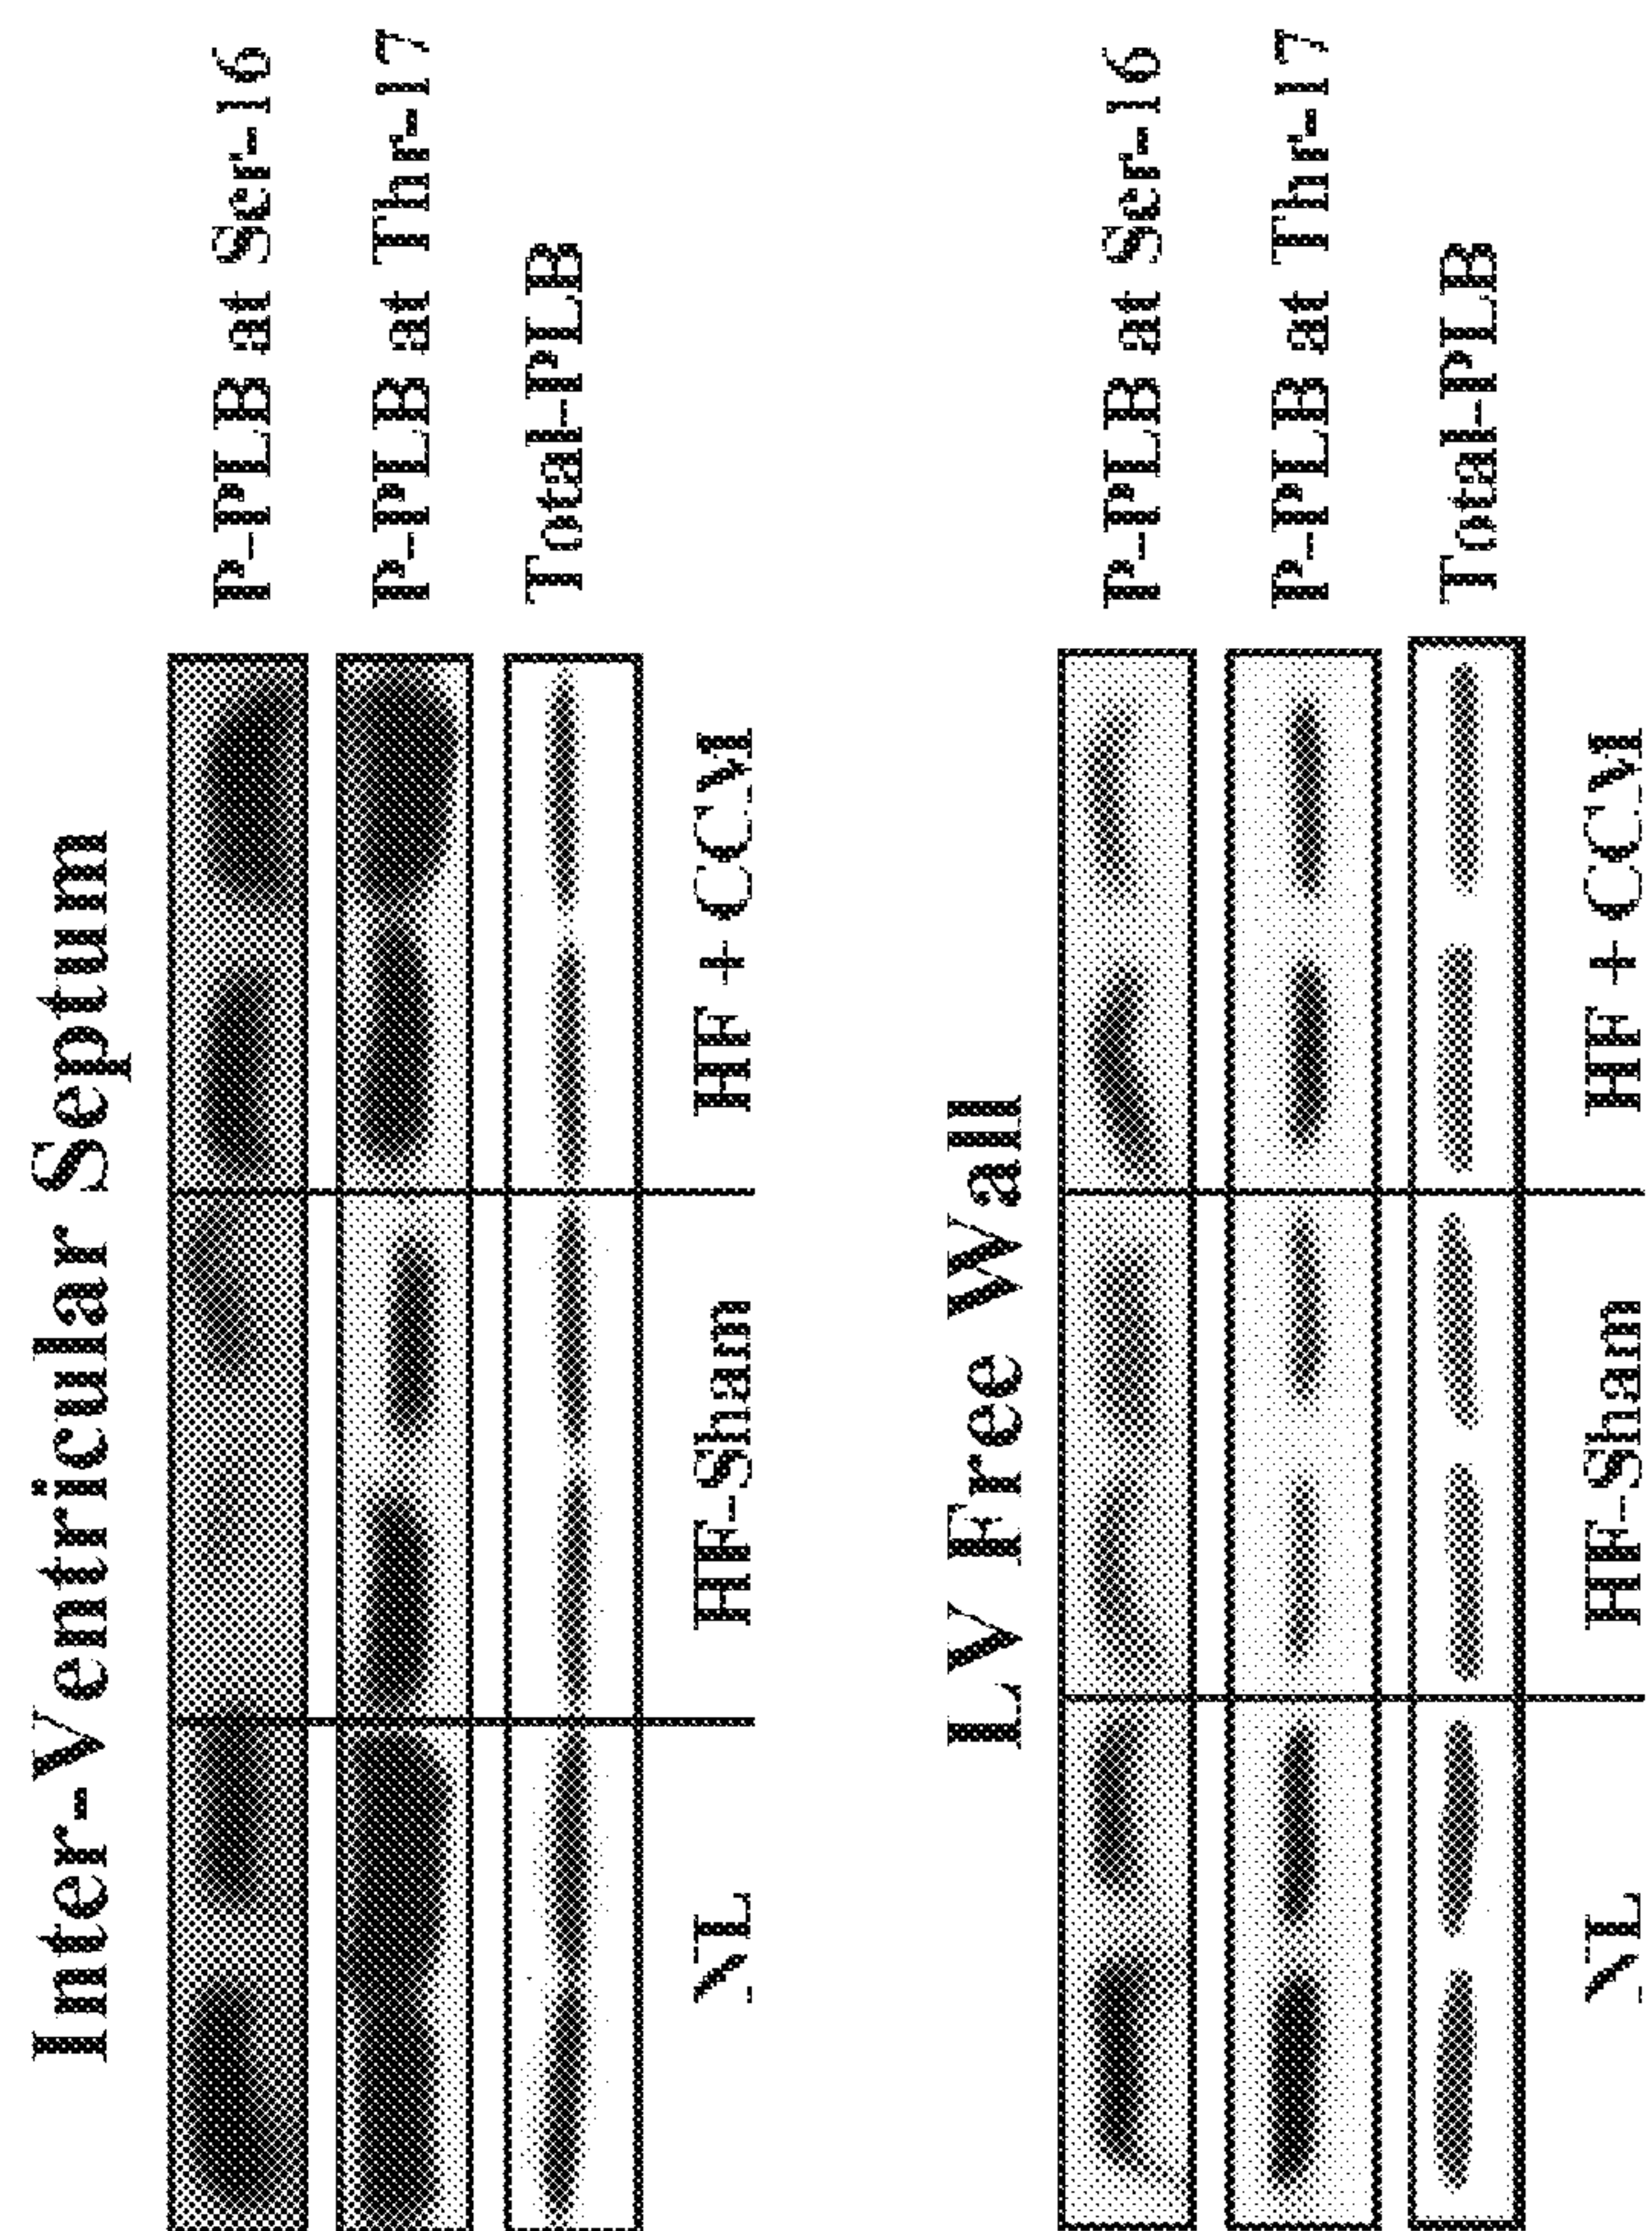 Inter-Ventricular Septum
P-PLB at Ser-16
P-PLB at Thr-17
Total-PLB
NL HF-Sham HF + CCM
LV Free Wall
P-PLB at Ser-16
P-PLB at Thr-17
Total-PLB
NL HF-Sham HF + CCM